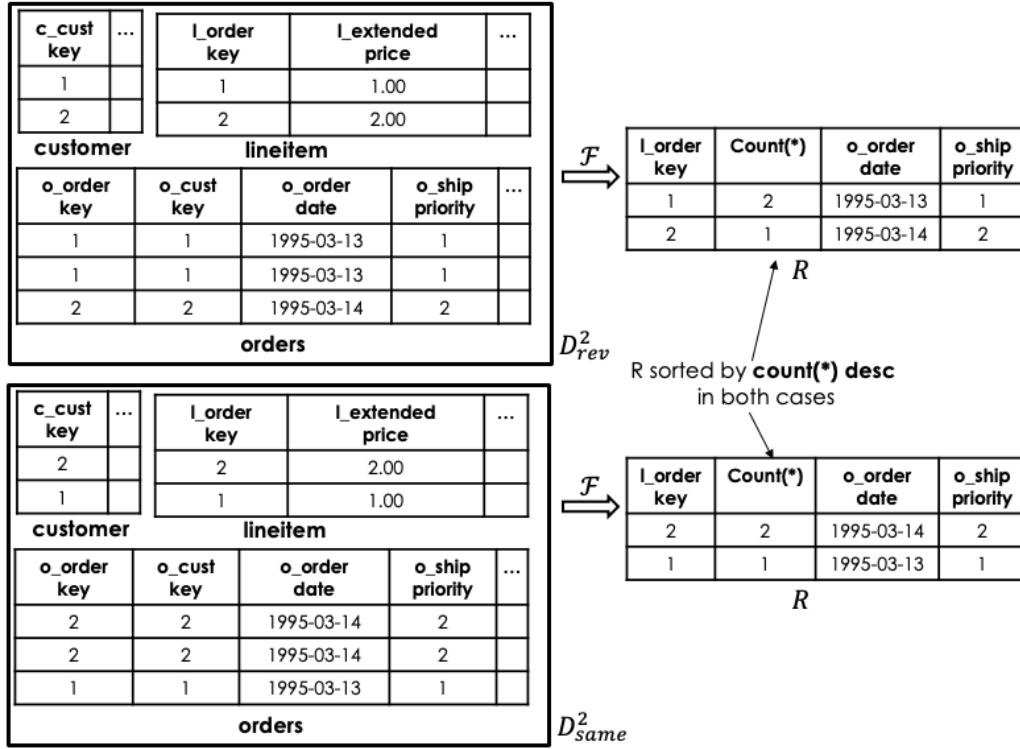 c_cust key ...
1
2
customer
l_order key l_extended price ...
1 1.00
2 2.00
lineitem
o_order key o_cust key o_order date o_ship priority ...
1 1 1995-03-13 1
1 1 1995-03-13 1
2 2 1995-03-14 2
orders
D²rev
ℱ
l_order key Count(*) o_order date o_ship priority
1 2 1995-03-13 1
2 1 1995-03-14 2
R
R sorted by count(*) desc
in both cases
c_cust key ...
2
1
customer
l_order key l_extended price ...
2 2.00
1 1.00
lineitem
o_order key o_cust key o_order date o_ship priority ...
2 2 1995-03-14 2
2 2 1995-03-14 2
1 1 1995-03-13 1
orders
D²same
ℱ
l_order key Count(*) o_order date o_ship priority
2 2 1995-03-14 2
1 1 1995-03-13 1
R